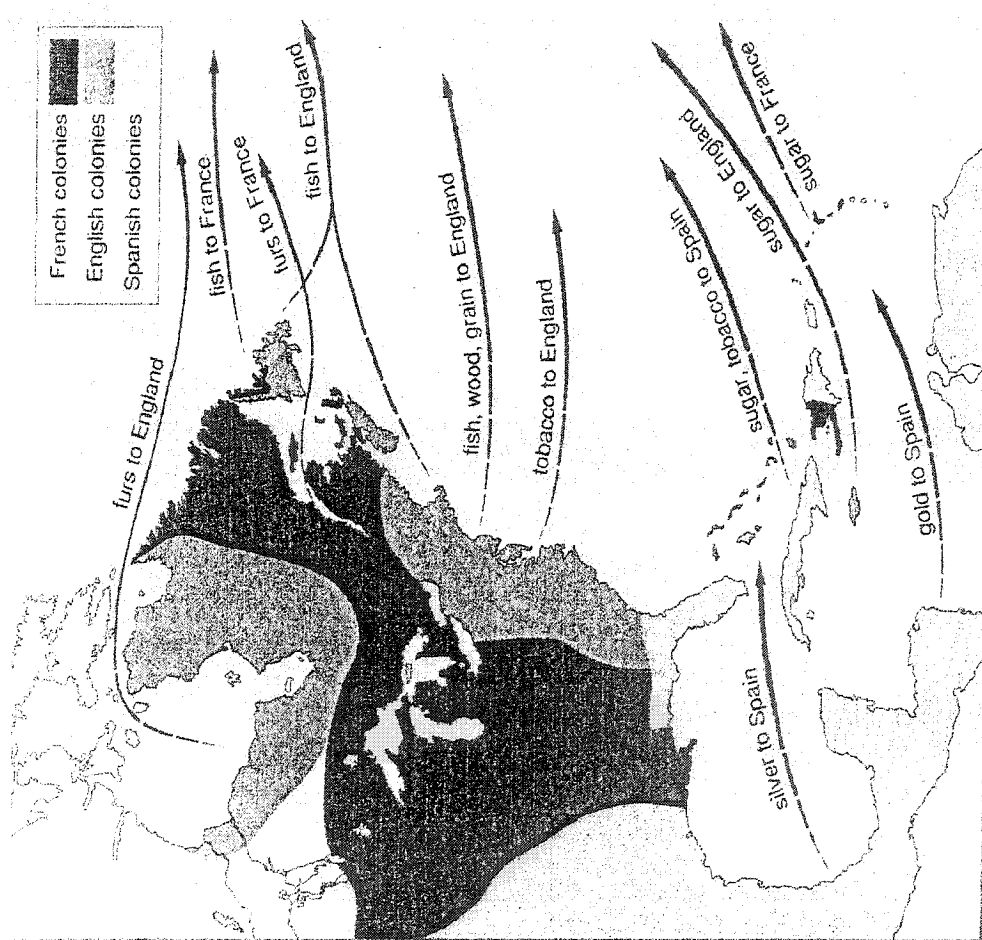 French colonies
English colonies
Spanish colonies
furs to England
fish to France
furs to France
fish to England
fish, wood, grain to England
tobacco to England
sugar, tobacco to Spain
sugar to England
sugar to France
silver to Spain
gold to Spain